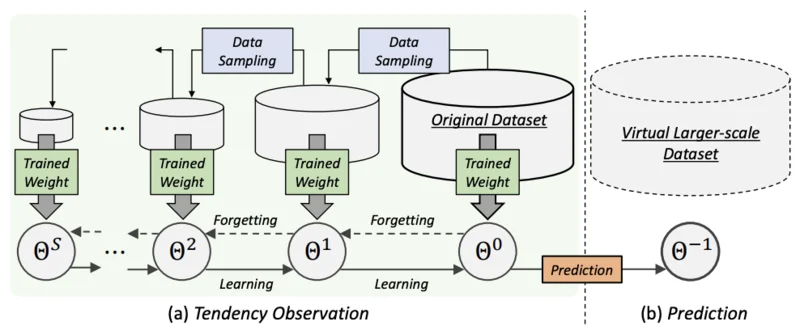 Data
Sampling
Data
Sampling
Original Dataset
Virtual Larger-scale
Dataset
...
Trained
Weight
Trained
Weight
Trained
Weight
Trained
Weight
Forgetting
Forgetting
Θ^S
...
Θ^2
Θ^1
Θ^0
Prediction
Θ^−1
Learning
Learning
(a) Tendency Observation
(b) Prediction